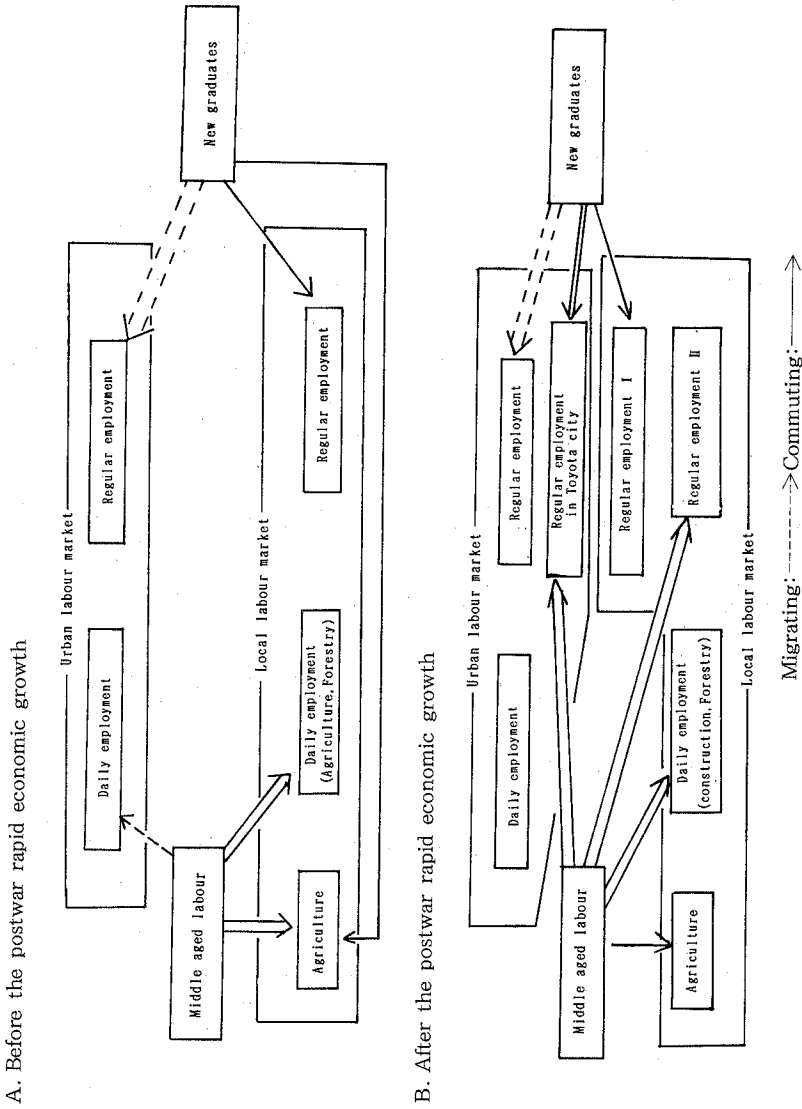 A. Before the postwar rapid economic growth
Urban labour market
Daily employment
Regular employment
Middle aged labour
New graduates
Local labour market
Agriculture
Daily employment
(Agriculture, Forestry)
Regular employment
B. After the postwar rapid economic growth
Urban labour market
Daily employment
Regular employment
Regular employment
in Toyota city
Middle aged labour
New graduates
Regular employment I
Agriculture
Daily employment
(construction, Forestry)
Regular employment II
Local labour market
Migrating: Commuting: